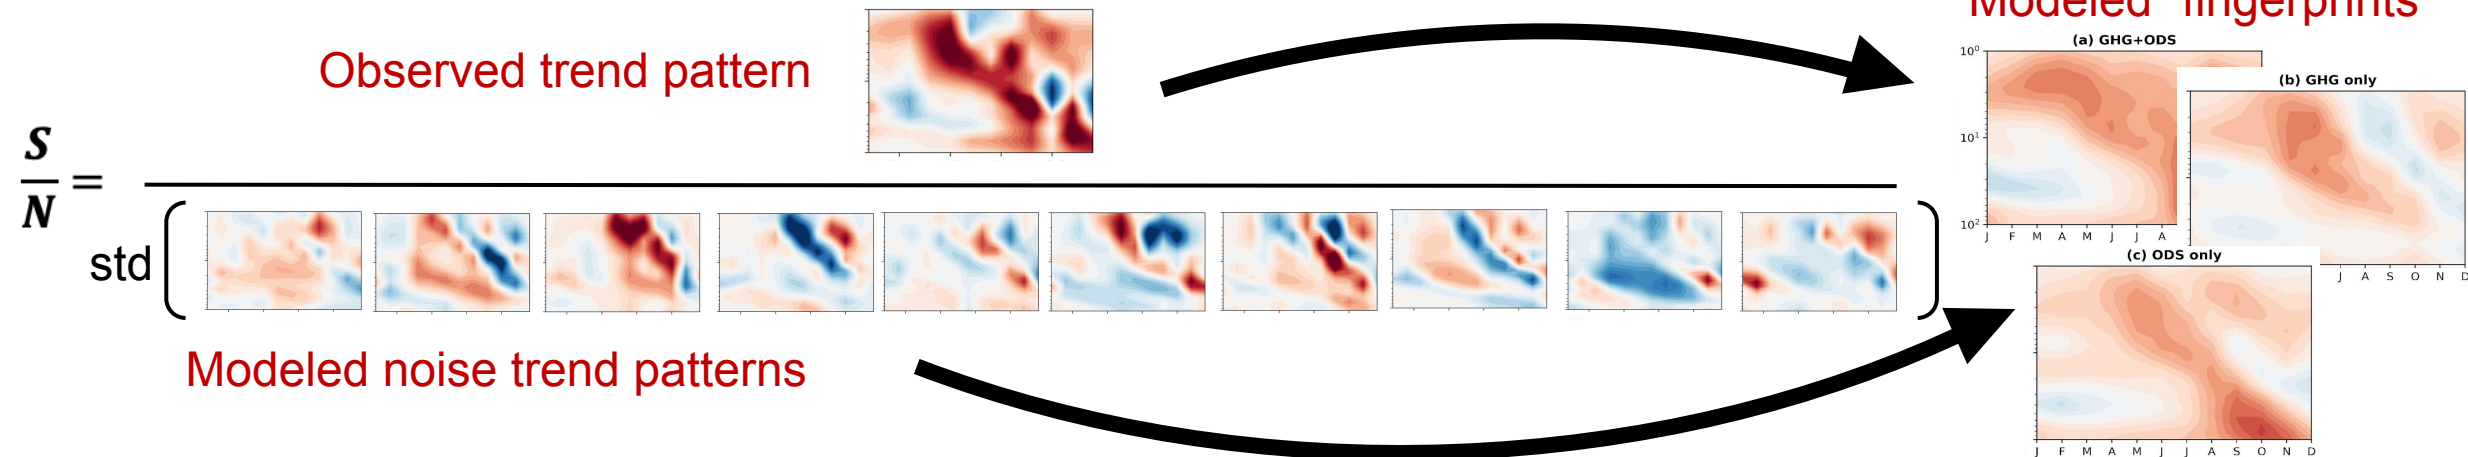 Modeled "fingerprints"
Observed trend pattern
(a) GHG+ODS
10⁰
10¹
10²
J F M A M J J A
(b) GHG only
J A S O N D
S
N
=
std
(c) ODS only
J F M A M J J A S O N D
Modeled noise trend patterns